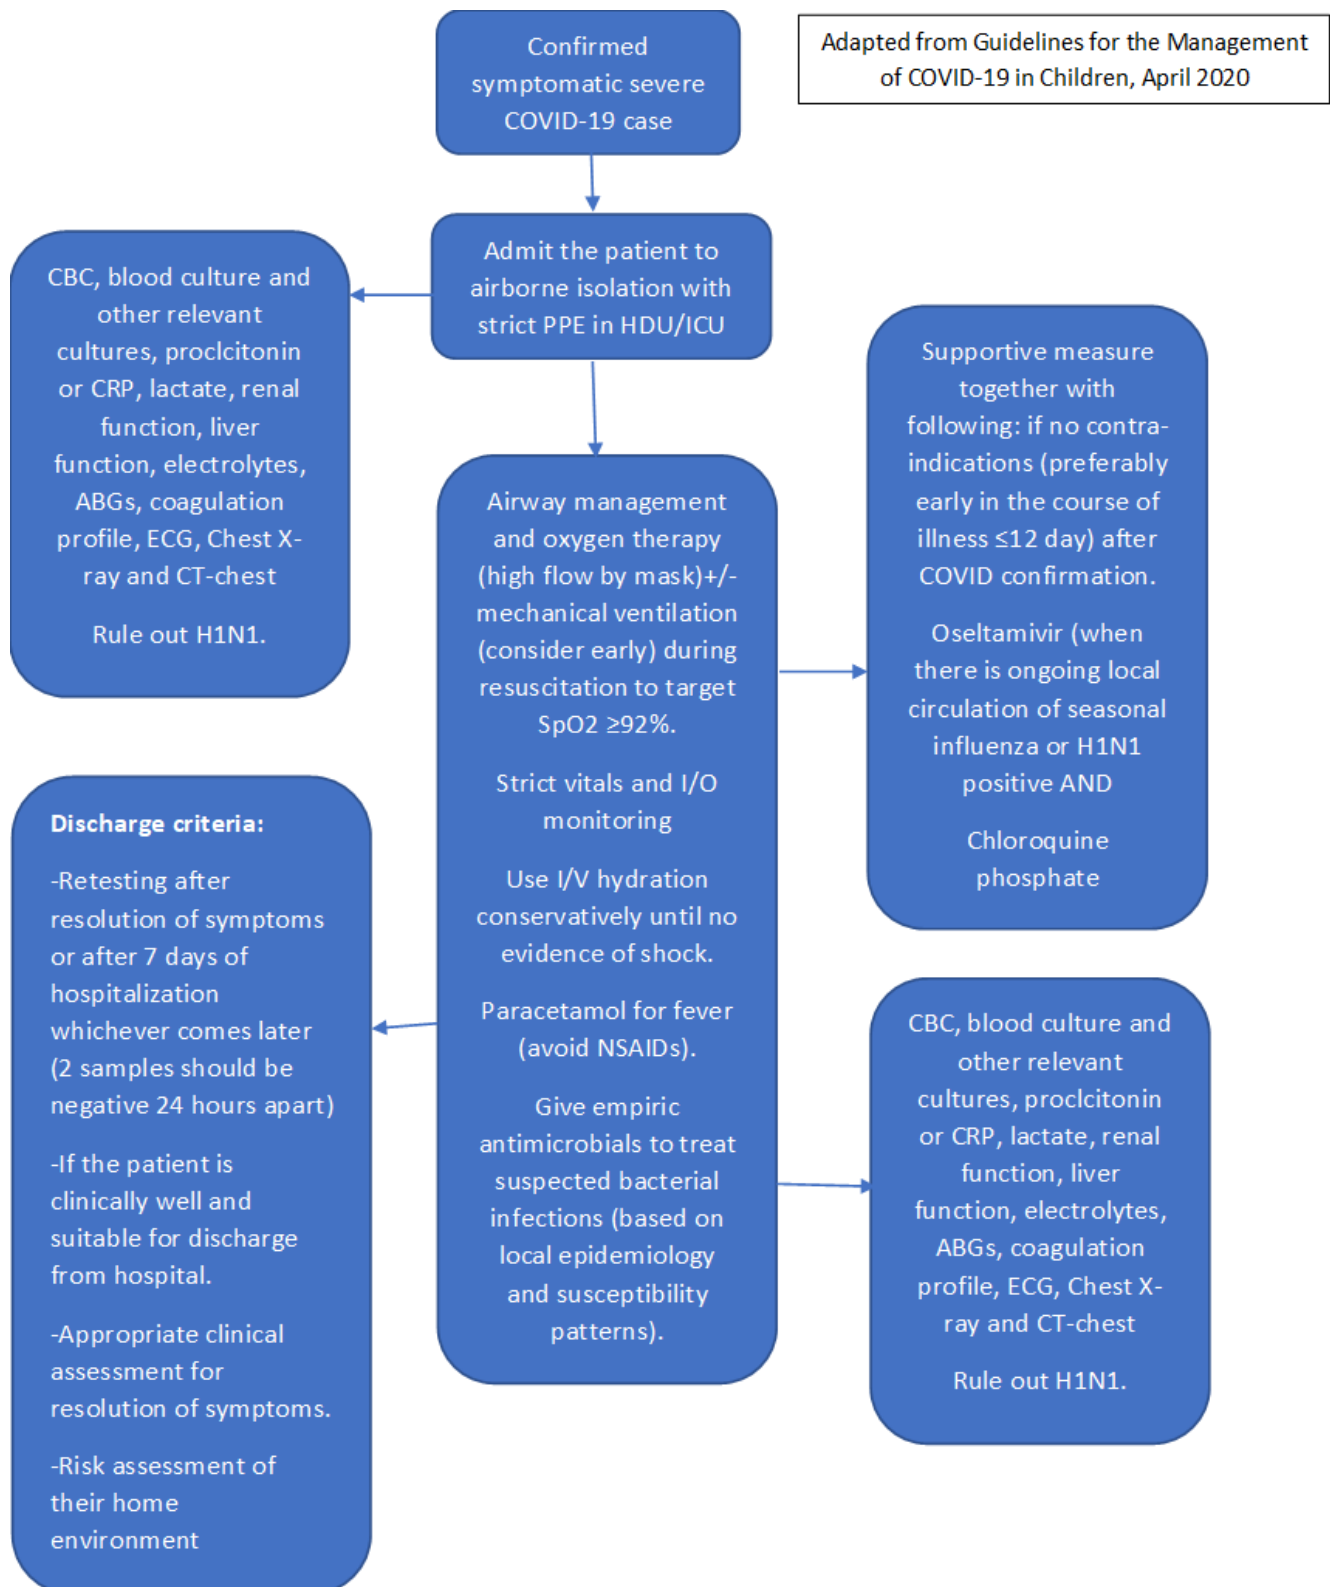 Confirmed
symptomatic severe
COVID-19 case
Adapted from Guidelines for the Management
of COVID-19 in Children, April 2020
Admit the patient to
airborne isolation with
strict PPE in HDU/ICU
CBC, blood culture and
other relevant
cultures, proclcitonin
or CRP, lactate, renal
function, liver
function, electrolytes,
ABGs, coagulation
profile, ECG, Chest X-
ray and CT-chest
Rule out H1N1.
Airway management
and oxygen therapy
(high flow by mask)+/-
mechanical ventilation
(consider early) during
resuscitation to target
SpO2 ≥92%.
Strict vitals and I/O
monitoring
Use I/V hydration
conservatively until no
evidence of shock.
Paracetamol for fever
(avoid NSAIDs).
Give empiric
antimicrobials to treat
suspected bacterial
infections (based on
local epidemiology
and susceptibility
patterns).
Supportive measure
together with
following: if no contra-
indications (preferably
early in the course of
illness ≤12 day) after
COVID confirmation.
Oseltamivir (when
there is ongoing local
circulation of seasonal
influenza or H1N1
positive AND
Chloroquine
phosphate
Discharge criteria:
-Retesting after
resolution of symptoms
or after 7 days of
hospitalization
whichever comes later
(2 samples should be
negative 24 hours apart)
-If the patient is
clinically well and
suitable for discharge
from hospital.
-Appropriate clinical
assessment for
resolution of symptoms.
-Risk assessment of
their home
environment
CBC, blood culture and
other relevant
cultures, proclcitonin
or CRP, lactate, renal
function, liver
function, electrolytes,
ABGs, coagulation
profile, ECG, Chest X-
ray and CT-chest
Rule out H1N1.